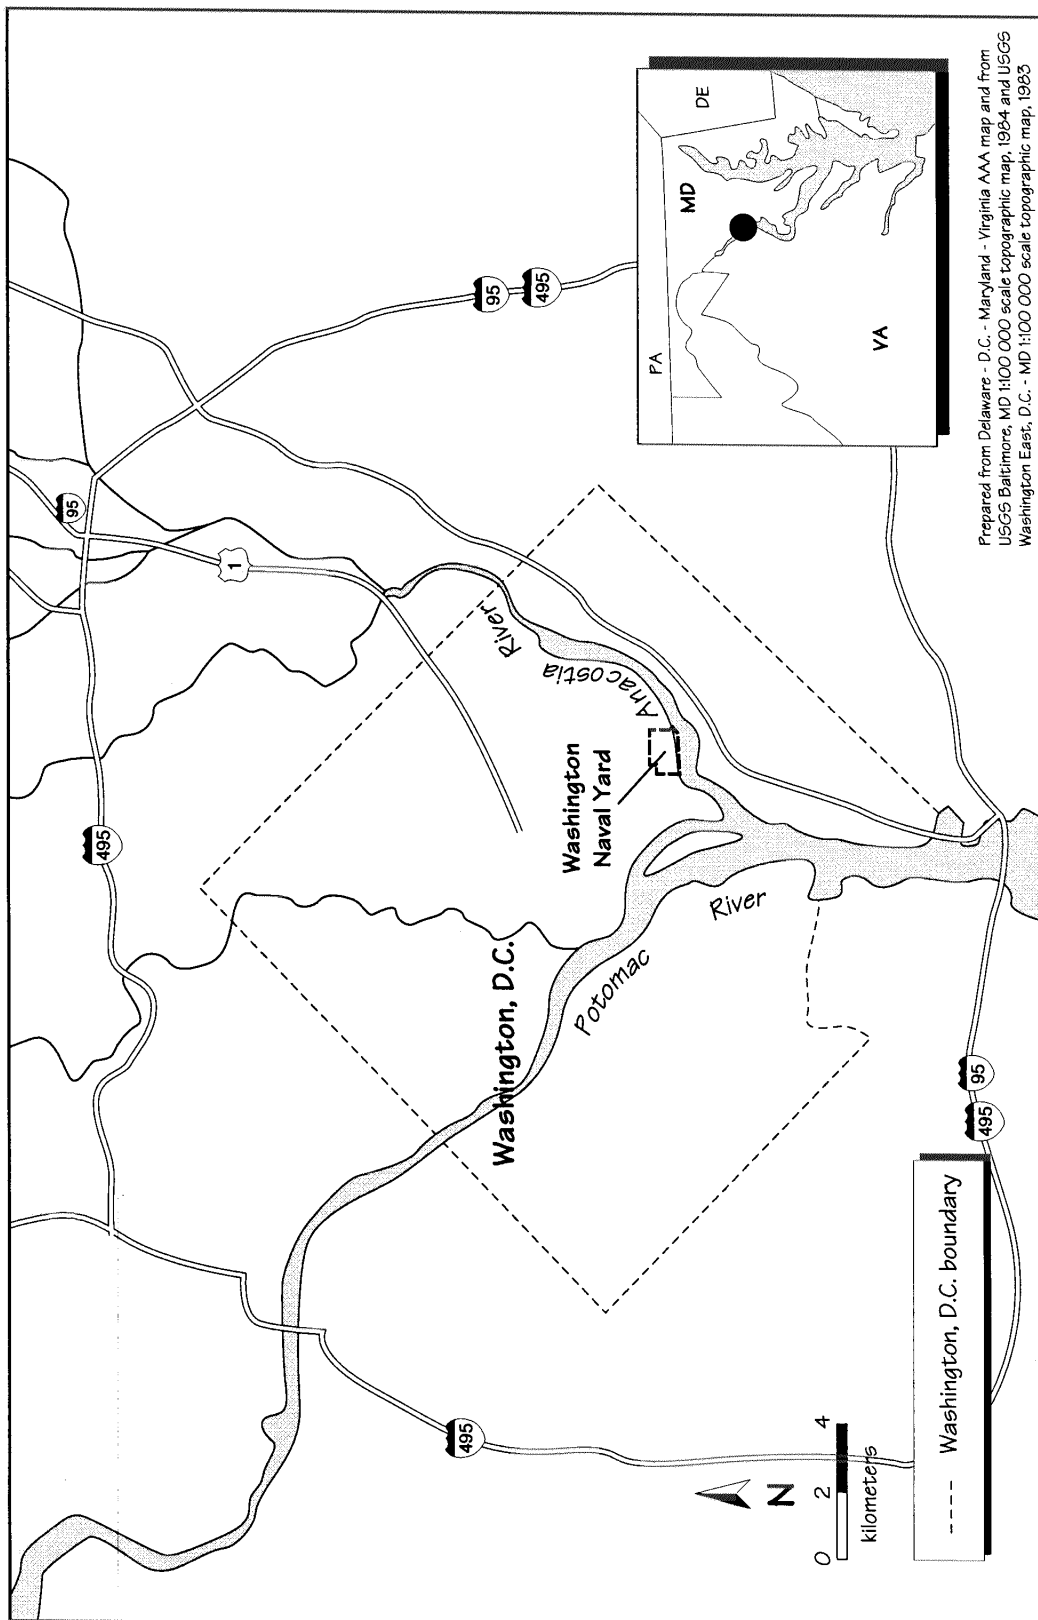 495
95
1
95
495
495
495
95
495
Washington, D.C.
Washington
Naval Yard
Anacostia
River
Potomac
River
PA
MD
DE
VA
N
0 2 4
kilometers
---- Washington, D.C. boundary
Prepared from Delaware - D.C. - Maryland - Virginia AAA map and from
USGS Baltimore, MD 1:100 000 scale topographic map, 1984 and USGS
Washington East, D.C. - MD 1:100 000 scale topographic map, 1983